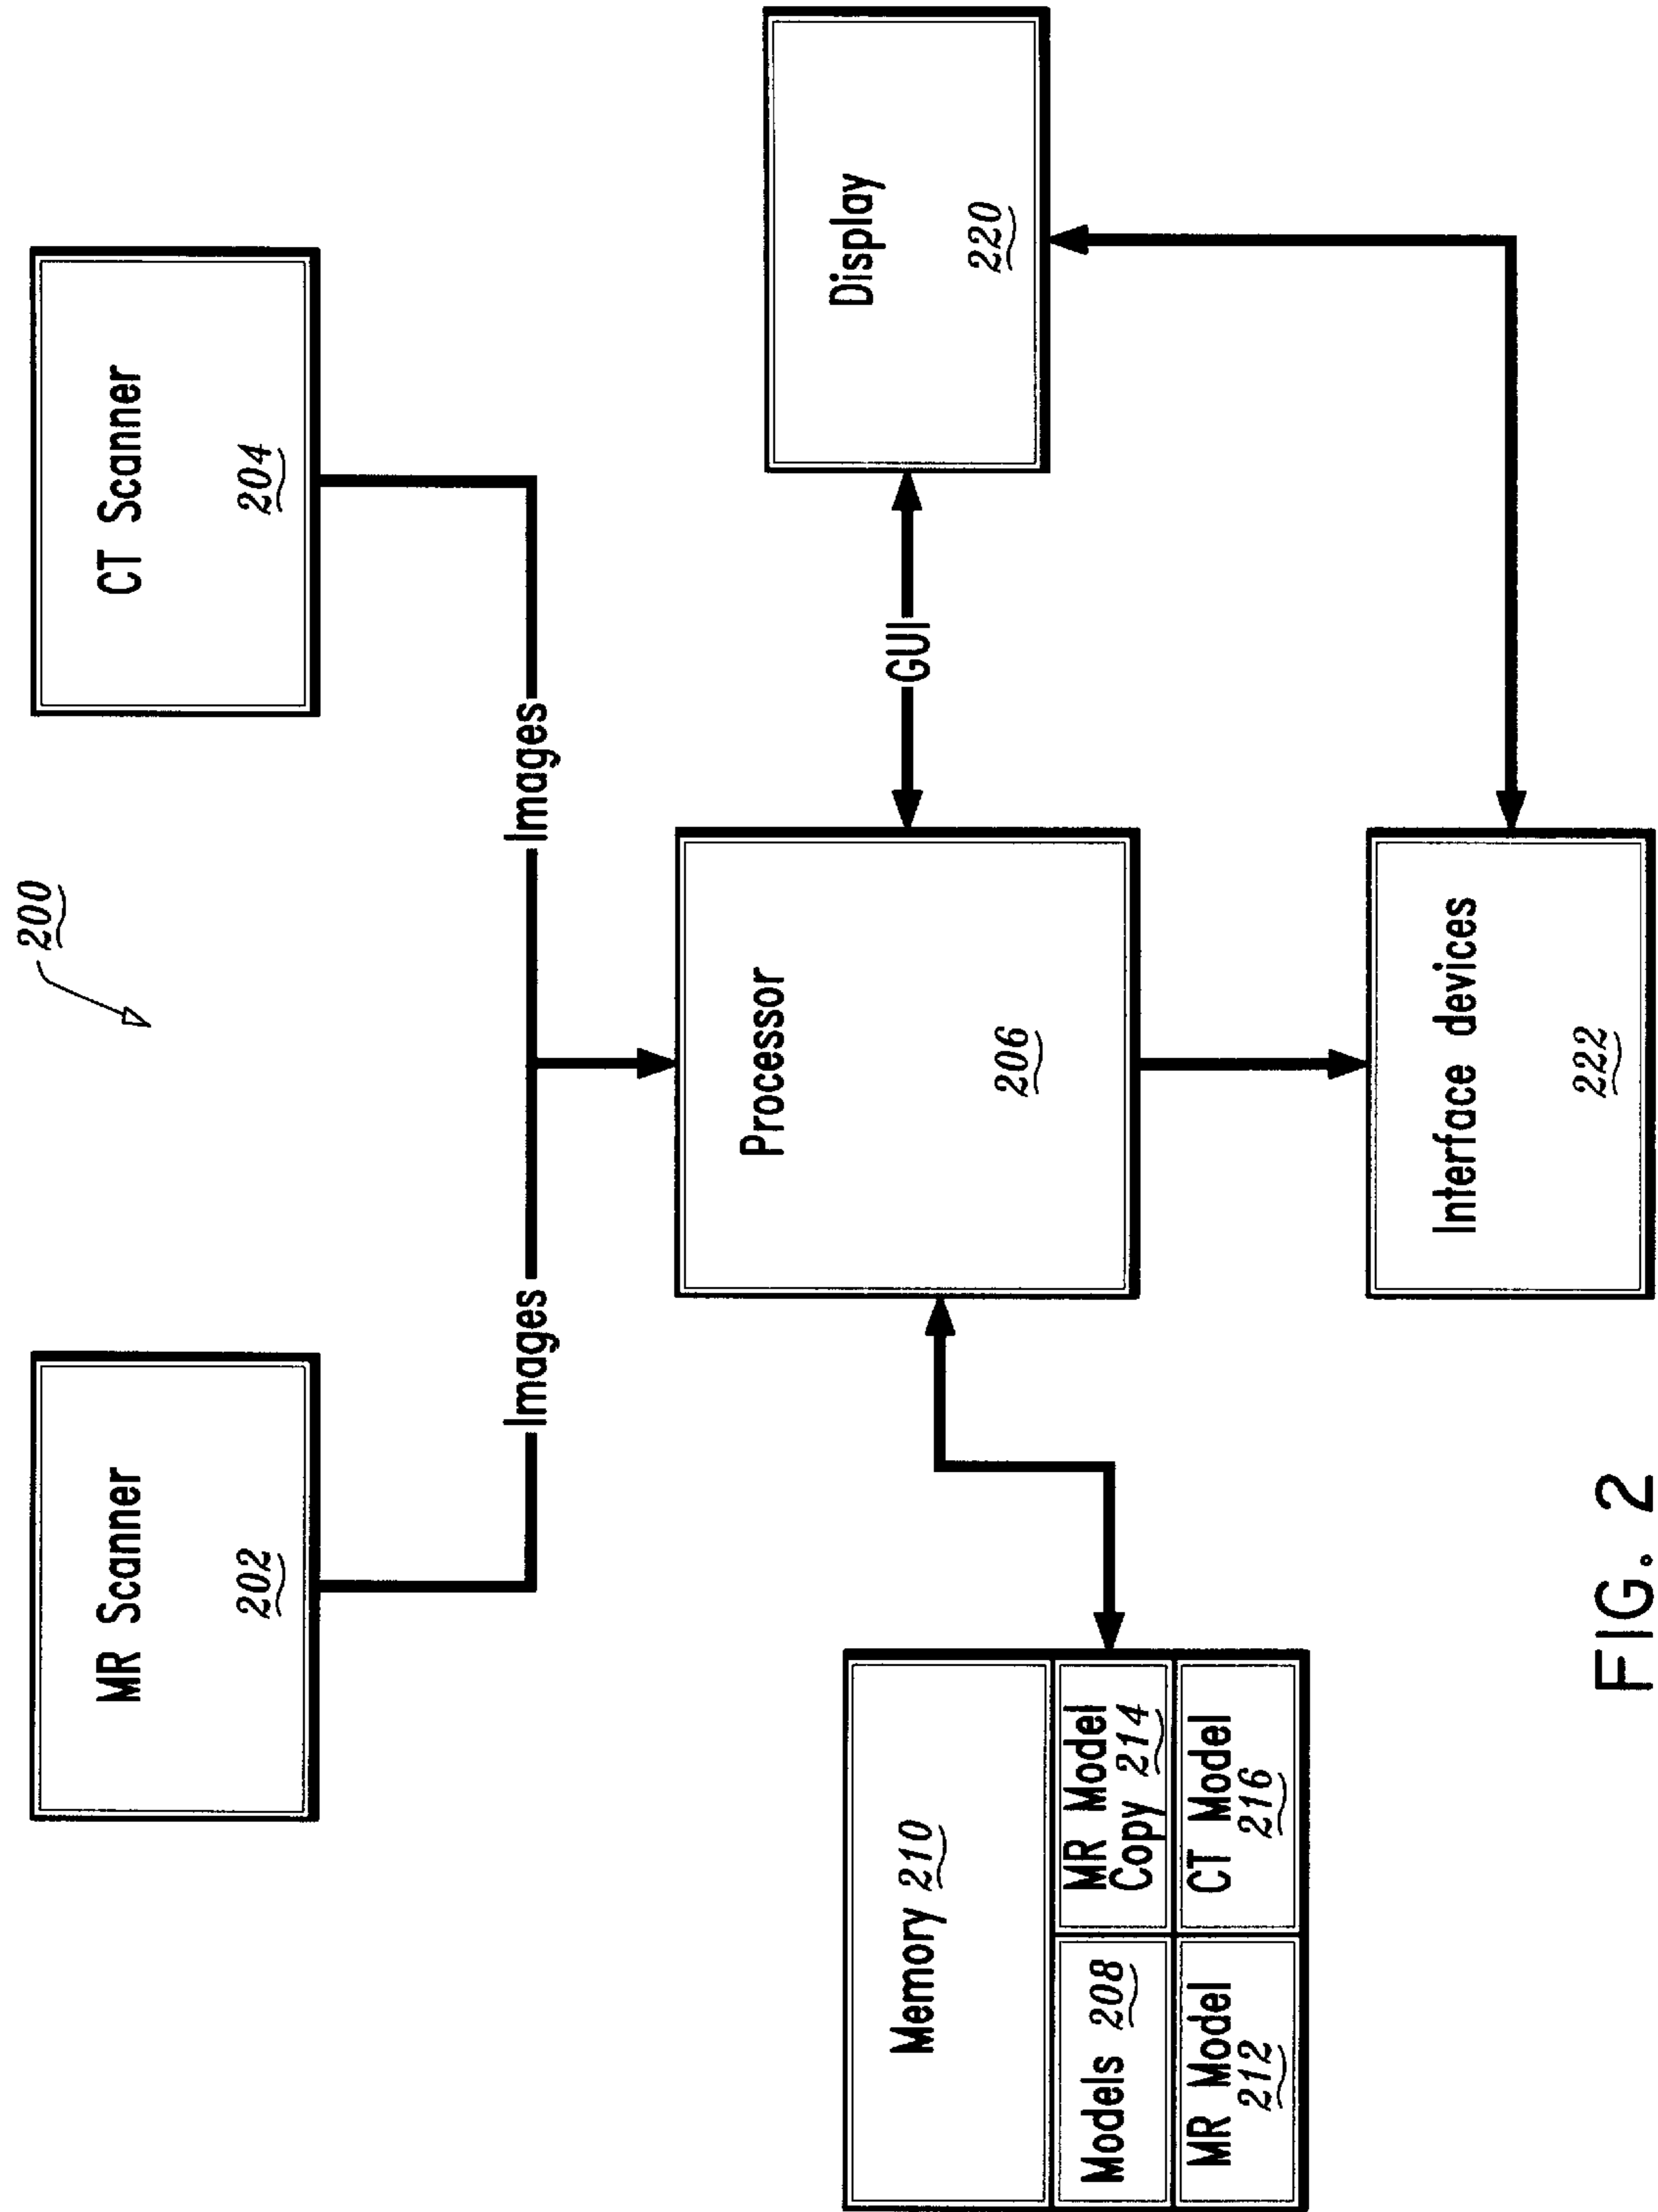 200
MR Scanner
202
CT Scanner
204
Images
Images
Processor
206
GUI
Display
220
Memory 210
Models 208
MR Model
Copy 214
MR Model
212
CT Model
216
Interface devices
222
FIG. 2